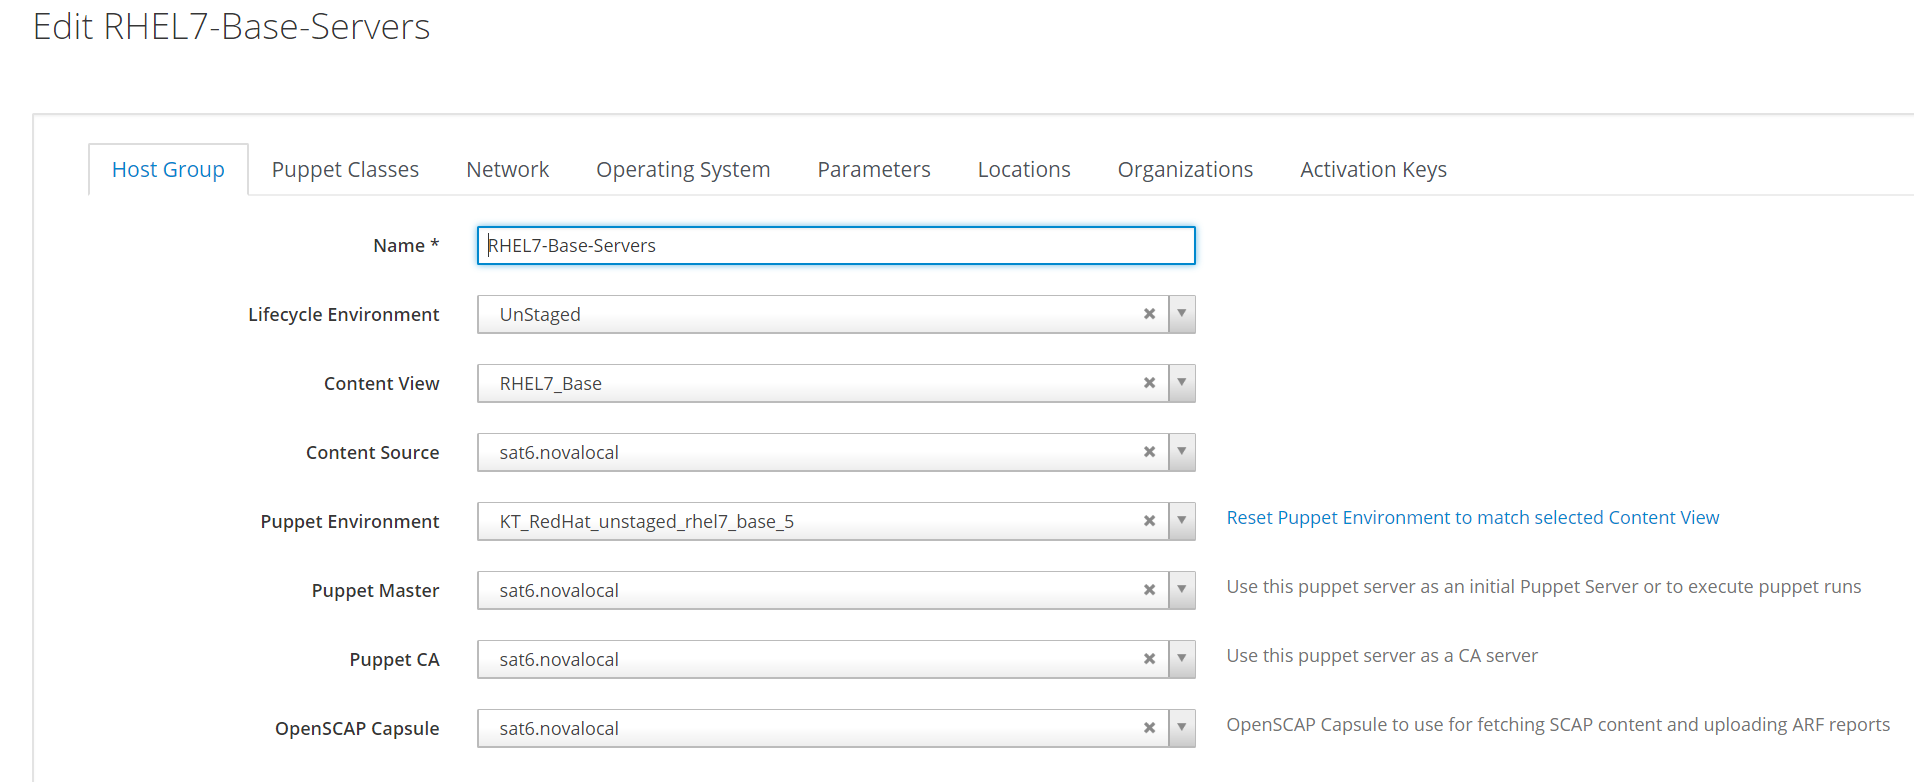 Edit RHEL7-Base-Servers
Host Group Puppet Classes Network Operating System Parameters Locations Organizations Activation Keys
Name * RHEL7-Base-Servers
Lifecycle Environment UnStaged
Content View RHEL7_Base
Content Source sat6.novalocal
Puppet Environment KT_RedHat_unstaged_rhel7_base_5 Reset Puppet Environment to match selected Content View
Puppet Master sat6.novalocal Use this puppet server as an initial Puppet Server or to execute puppet runs
Puppet CA sat6.novalocal Use this puppet server as a CA server
OpenSCAP Capsule sat6.novalocal OpenSCAP Capsule to use for fetching SCAP content and uploading ARF reports